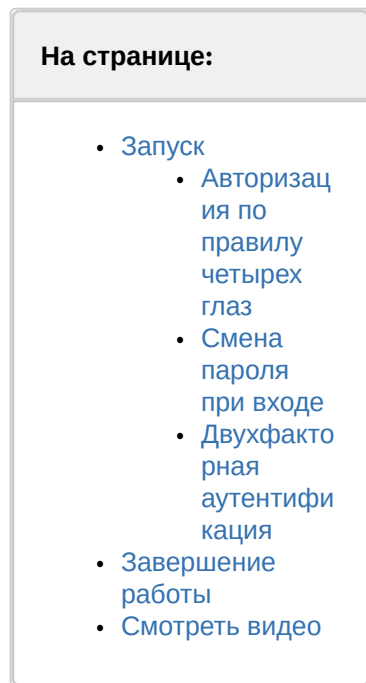 На странице:
Запуск
Авторизац
ия по
правилу
четырех
глаз
Смена
пароля
при входе
Двухфакто
рная
аутентифи
кация
Завершение
работы
Смотреть видео